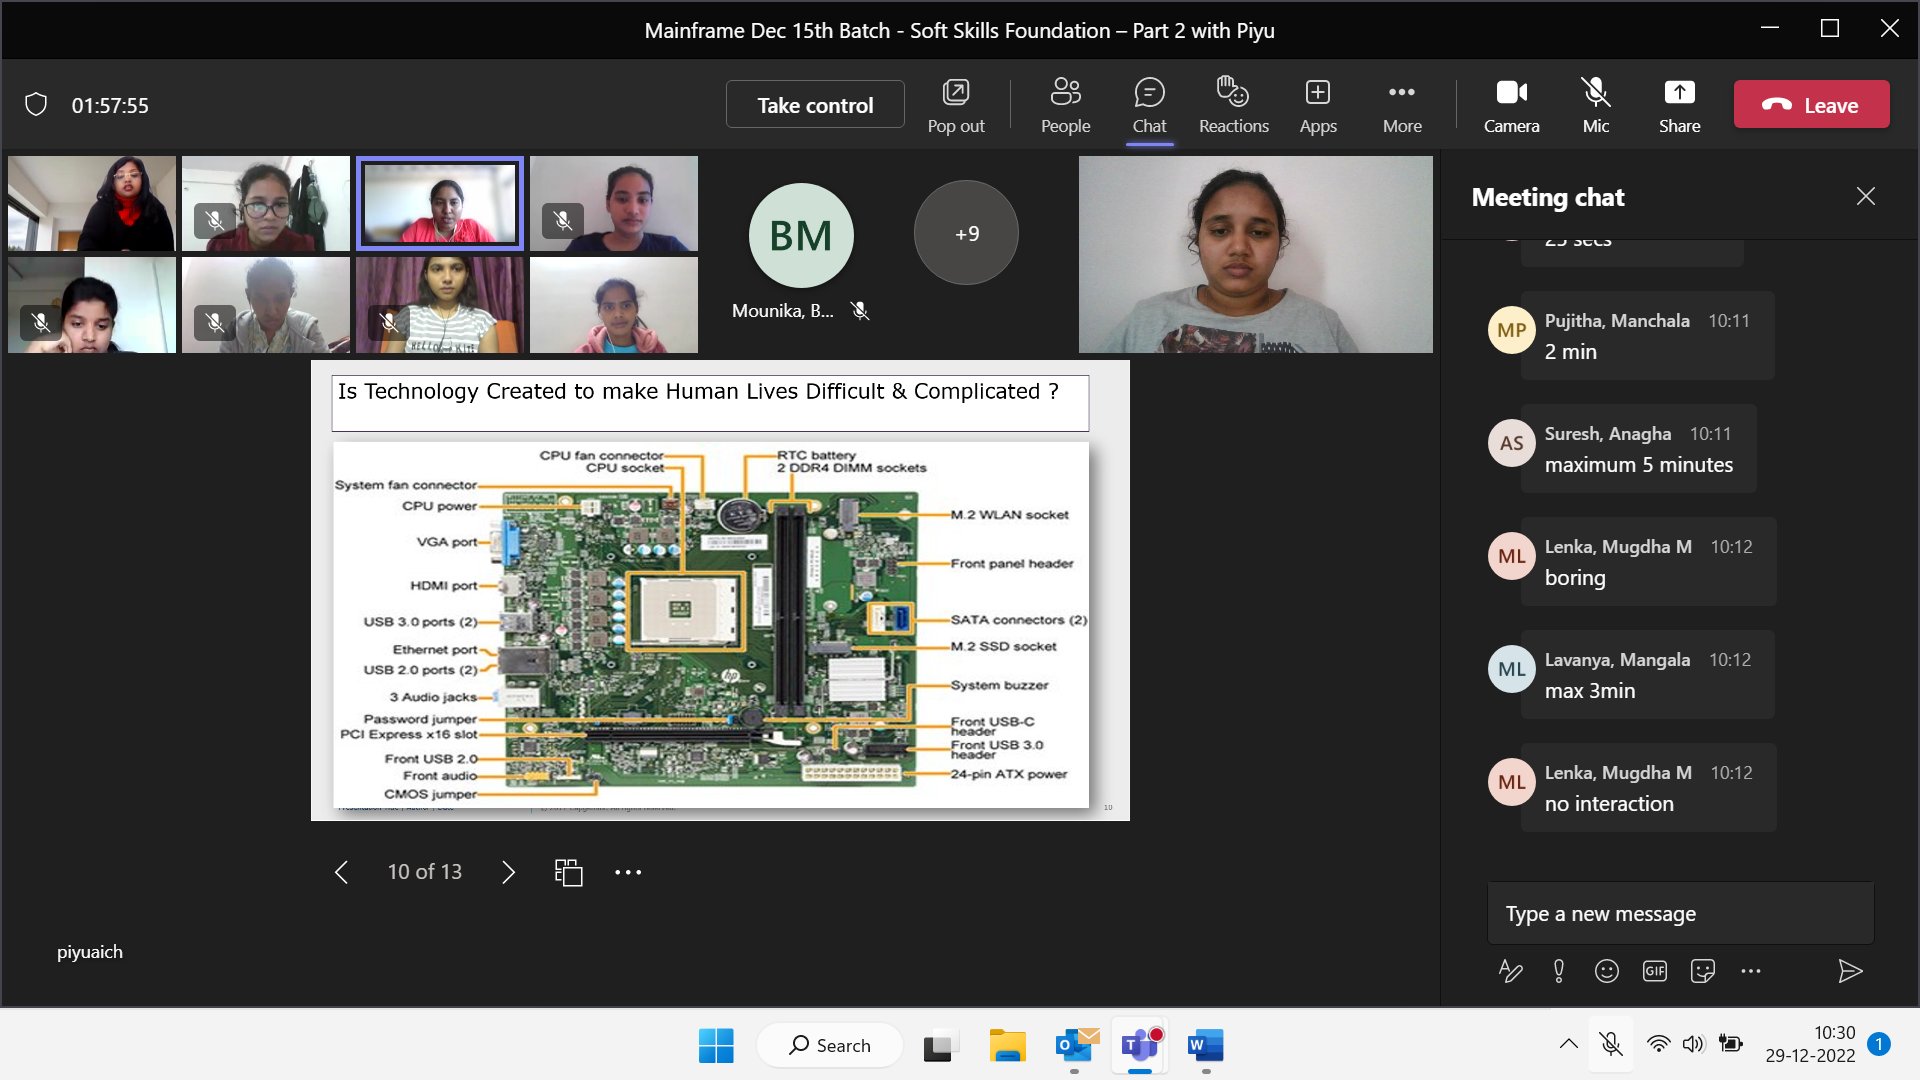 Mainframe Dec 15th Batch - Soft Skills Foundation – Part 2 with Piyu
01:57:55
Take control
Pop out
People
Chat
Reactions
Apps
More
Camera
Mic
Share
Leave
BM
+9
Mounika, B...
HELLO KITTY
Is Technology Created to make Human Lives Difficult & Complicated ?
CPU fan connector
CPU socket
System fan connector
CPU power
VGA port
HDMI port
USB 3.0 ports (2)
Ethernet port
USB 2.0 ports (2)
3 Audio jacks
Password jumper
PCI Express x16 slot
Front USB 2.0
Front audio
CMOS jumper
RTC battery
2 DDR4 DIMM sockets
M.2 WLAN socket
Front panel header
SATA connectors (2)
M.2 SSD socket
System buzzer
Front USB-C
header
Front USB 3.0
header
24-pin ATX power
hp
10
10 of 13
piyuaich
Meeting chat
25 secs
MP
Pujitha, Manchala 10:11
2 min
AS
Suresh, Anagha 10:11
maximum 5 minutes
ML
Lenka, Mugdha M 10:12
boring
ML
Lavanya, Mangala 10:12
max 3min
ML
Lenka, Mugdha M 10:12
no interaction
Type a new message
GIF
Search
10:30
29-12-2022
1